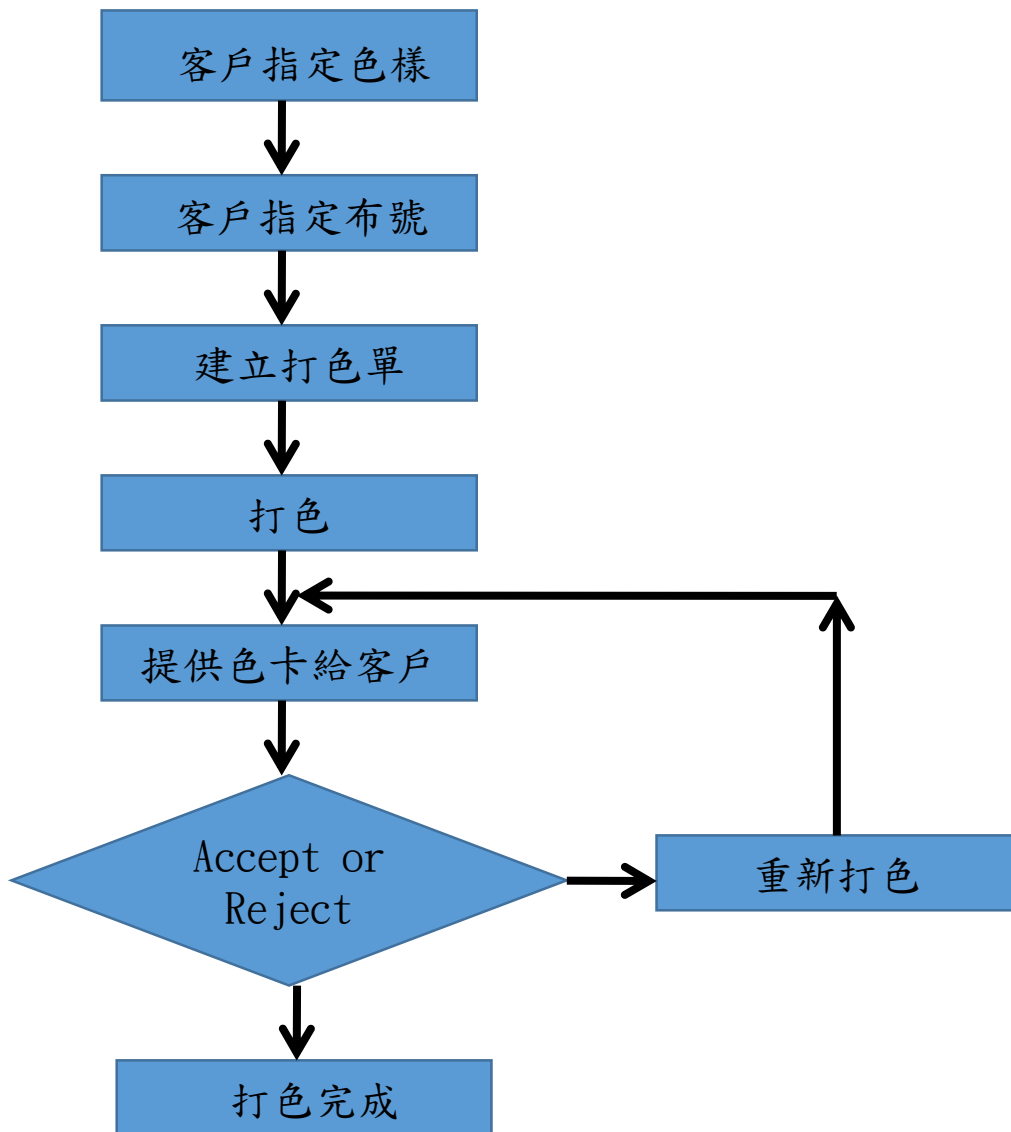 客戶指定色樣
客戶指定布號
建立打色單
打色
提供色卡給客戶
Accept or
Reject
重新打色
打色完成